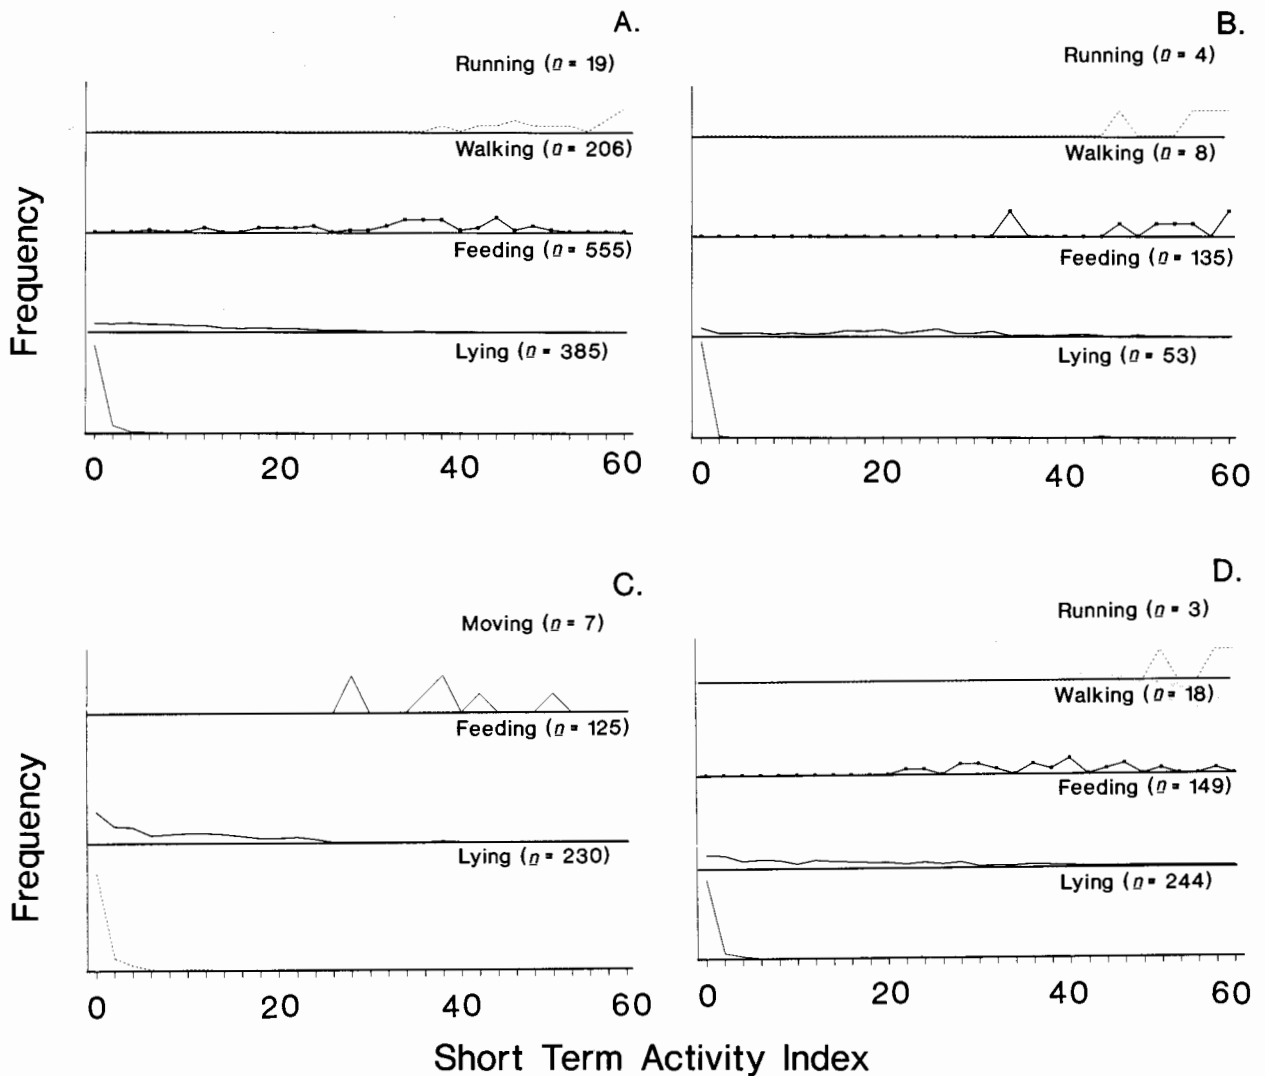 A.
Running (n = 19)
Walking (n = 206)
Feeding (n = 555)
Lying (n = 385)
Frequency
0 20 40 60
B.
Running (n = 4)
Walking (n = 8)
Feeding (n = 135)
Lying (n = 53)
0 20 40 60
C.
Moving (n = 7)
Feeding (n = 125)
Lying (n = 230)
Frequency
0 20 40 60
D.
Running (n = 3)
Walking (n = 18)
Feeding (n = 149)
Lying (n = 244)
0 20 40 60
Short Term Activity Index